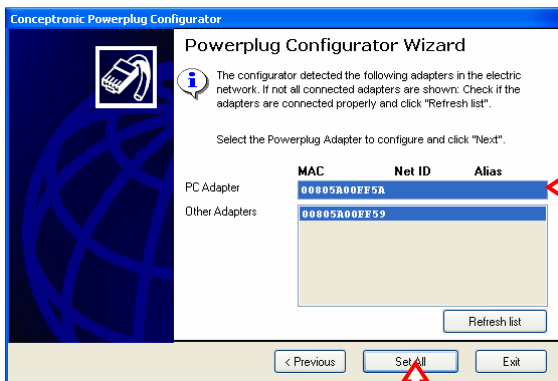 Conceptronic Powerplug Configurator
Powerplug Configurator Wizard
The configurator detected the following adapters in the electric
network. If not all connected adapters are shown: Check if the
adapters are connected properly and click "Refresh list".
Select the Powerplug Adapter to configure and click "Next".
MAC Net ID Alias
PC Adapter 00805A00FF5A
Other Adapters 00805A00FF59
Refresh list
< Previous Set All Exit